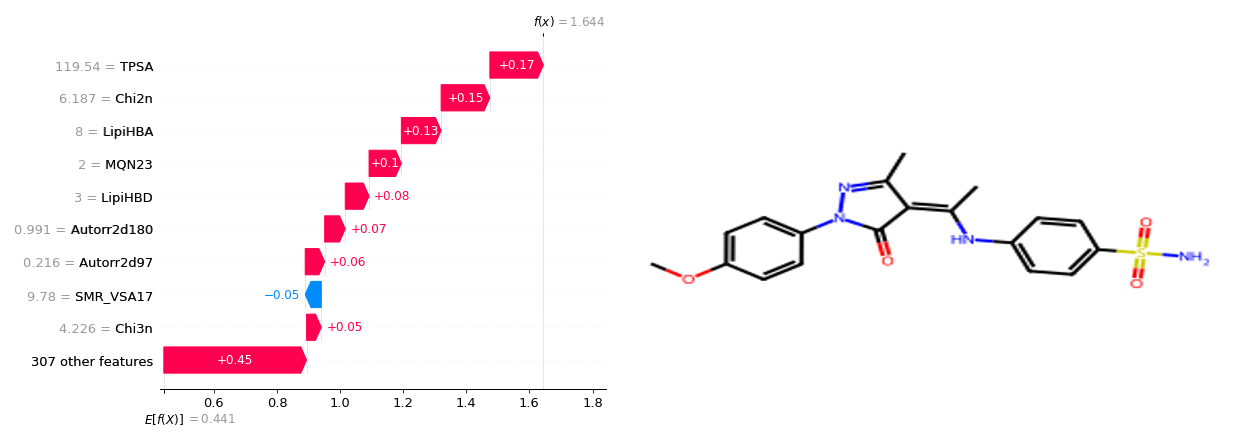 f(x) = 1.644
119.54 = TPSA
+0.17
6.187 = Chi2n
+0.15
8 = LipiHBA
+0.13
2 = MQN23
+0.1
3 = LipiHBD
+0.08
0.991 = Autorr2d180
+0.07
0.216 = Autorr2d97
+0.06
9.78 = SMR_VSA17
−0.05
4.226 = Chi3n
+0.05
307 other features
+0.45
0.6 0.8 1.0 1.2 1.4 1.6 1.8
E[f(X)] = 0.441
N
N
O
O
HN
O
S
NH₂
O